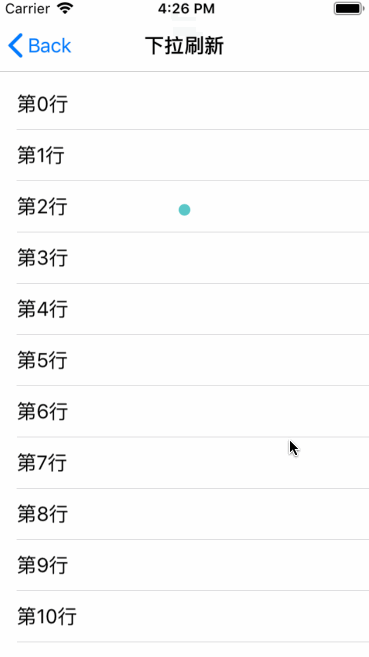 Carrier 4:26 PM
Back 下拉刷新
第0行
第1行
第2行
第3行
第4行
第5行
第6行
第7行
第8行
第9行
第10行